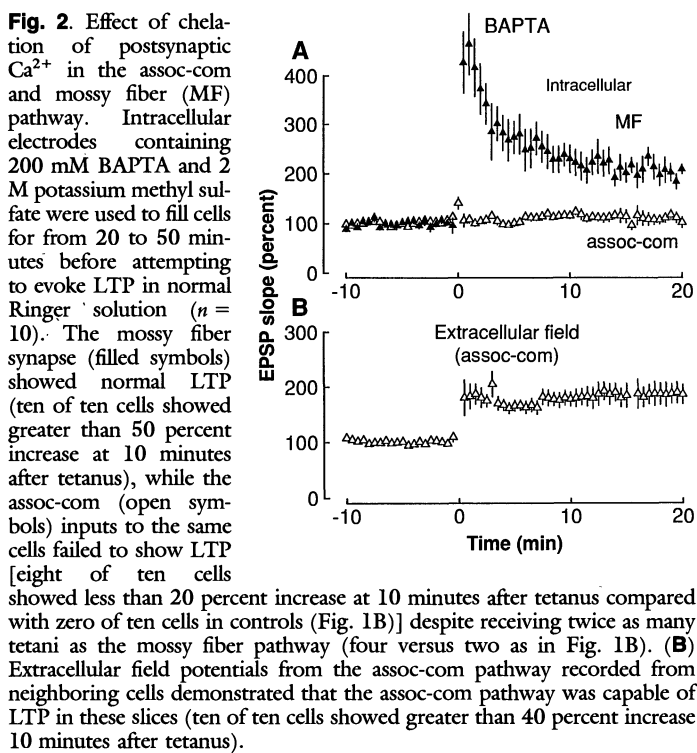 Fig. 2. Effect of chela-
tion of postsynaptic
Ca²⁺ in the assoc-com
and mossy fiber (MF)
pathway. Intracellular
electrodes containing
200 mM BAPTA and 2
M potassium methyl sul-
fate were used to fill cells
for from 20 to 50 min-
utes before attempting
to evoke LTP in normal
Ringer solution (n =
10). The mossy fiber
synapse (filled symbols)
showed normal LTP
(ten of ten cells showed
greater than 50 percent
increase at 10 minutes
after tetanus), while the
assoc-com (open sym-
bols) inputs to the same
cells failed to show LTP
[eight of ten cells
showed less than 20 percent increase at 10 minutes after tetanus compared
with zero of ten cells in controls (Fig. 1B)] despite receiving twice as many
tetani as the mossy fiber pathway (four versus two as in Fig. 1B). (B)
Extracellular field potentials from the assoc-com pathway recorded from
neighboring cells demonstrated that the assoc-com pathway was capable of
LTP in these slices (ten of ten cells showed greater than 40 percent increase
10 minutes after tetanus).
A
BAPTA
Intracellular
MF
assoc-com
400
300
200
100
0
-10 0 10 20
EPSP slope (percent)
B
Extracellular field
(assoc-com)
300
200
100
0
-10 0 10 20
Time (min)